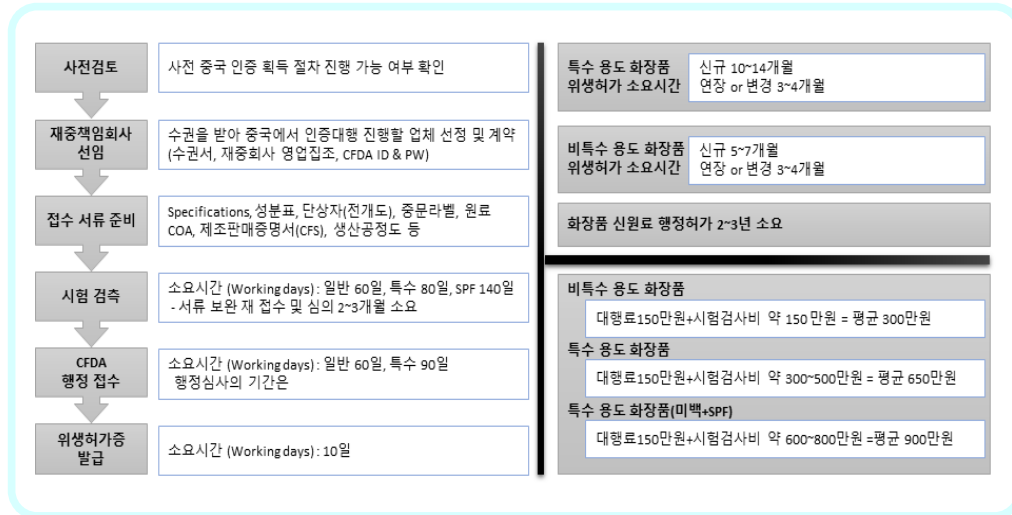 사전검토
사전 중국 인증 획득 절차 진행 가능 여부 확인
재중책임회사
선임
수권을 받아 중국에서 인증대행 진행할 업체 선정 및 계약
(수권서, 재중회사 영업집조, CFDA ID & PW)
접수 서류 준비
Specifications, 성분표, 단상자(전개도), 중문라벨, 원료
COA, 제조판매증명서(CFS), 생산공정도 등
시험 검측
소요시간 (Working days) : 일반 60일, 특수 80일, SPF 140일
- 서류 보완 재 접수 및 심의 2~3개월 소요
CFDA
행정 접수
소요시간 (Working days) : 일반 60일, 특수 90일
행정심사의 기간은
위생허가증
발급
소요시간 (Working days) : 10일
특수 용도 화장품
위생허가 소요시간
신규 10~14개월
연장 or 변경 3~4개월
비특수 용도 화장품
위생허가 소요시간
신규 5~7개월
연장 or 변경 3~4개월
화장품 신원료 행정허가 2~3년 소요
비특수 용도 화장품
대행료150만원+시험검사비 약 150만원 = 평균 300만원
특수 용도 화장품
대행료150만원+시험검사비 약 300~500만원 = 평균 650만원
특수 용도 화장품(미백+SPF)
대행료150만원+시험검사비 약 600~800만원 =평균 900만원